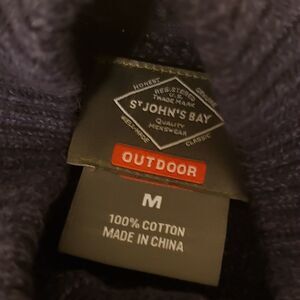 HONEST
GENUINE
REGISTERED
U.S.
TRADE MARK
ST JOHN'S BAY
QUALITY
MENSWEAR
WELL-MADE
CLASSIC
OUTDOOR
M
100% COTTON
MADE IN CHINA